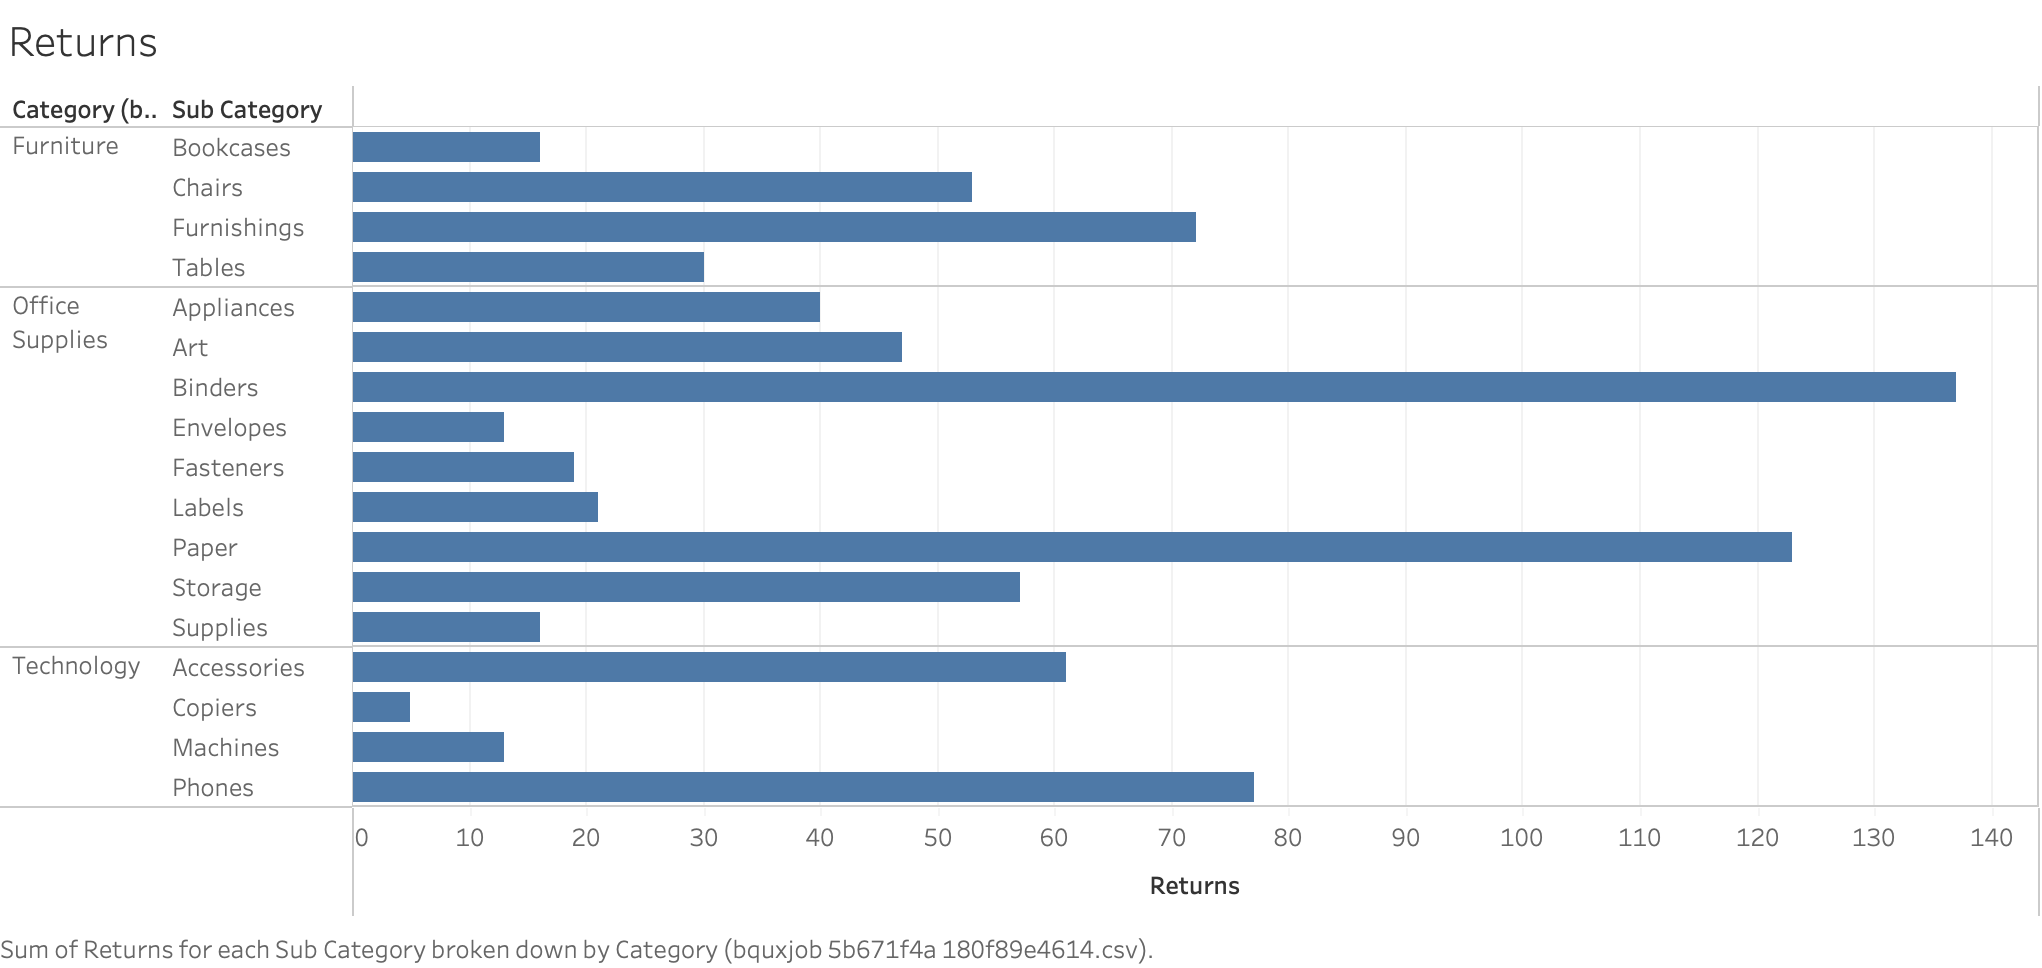 Returns
Category (b.. Sub Category
Furniture Bookcases
Chairs
Furnishings
Tables
Office Supplies Appliances
Art
Binders
Envelopes
Fasteners
Labels
Paper
Storage
Supplies
Technology Accessories
Copiers
Machines
Phones
0 10 20 30 40 50 60 70 80 90 100 110 120 130 140
Returns
Sum of Returns for each Sub Category broken down by Category (bquxjob 5b671f4a 180f89e4614.csv).